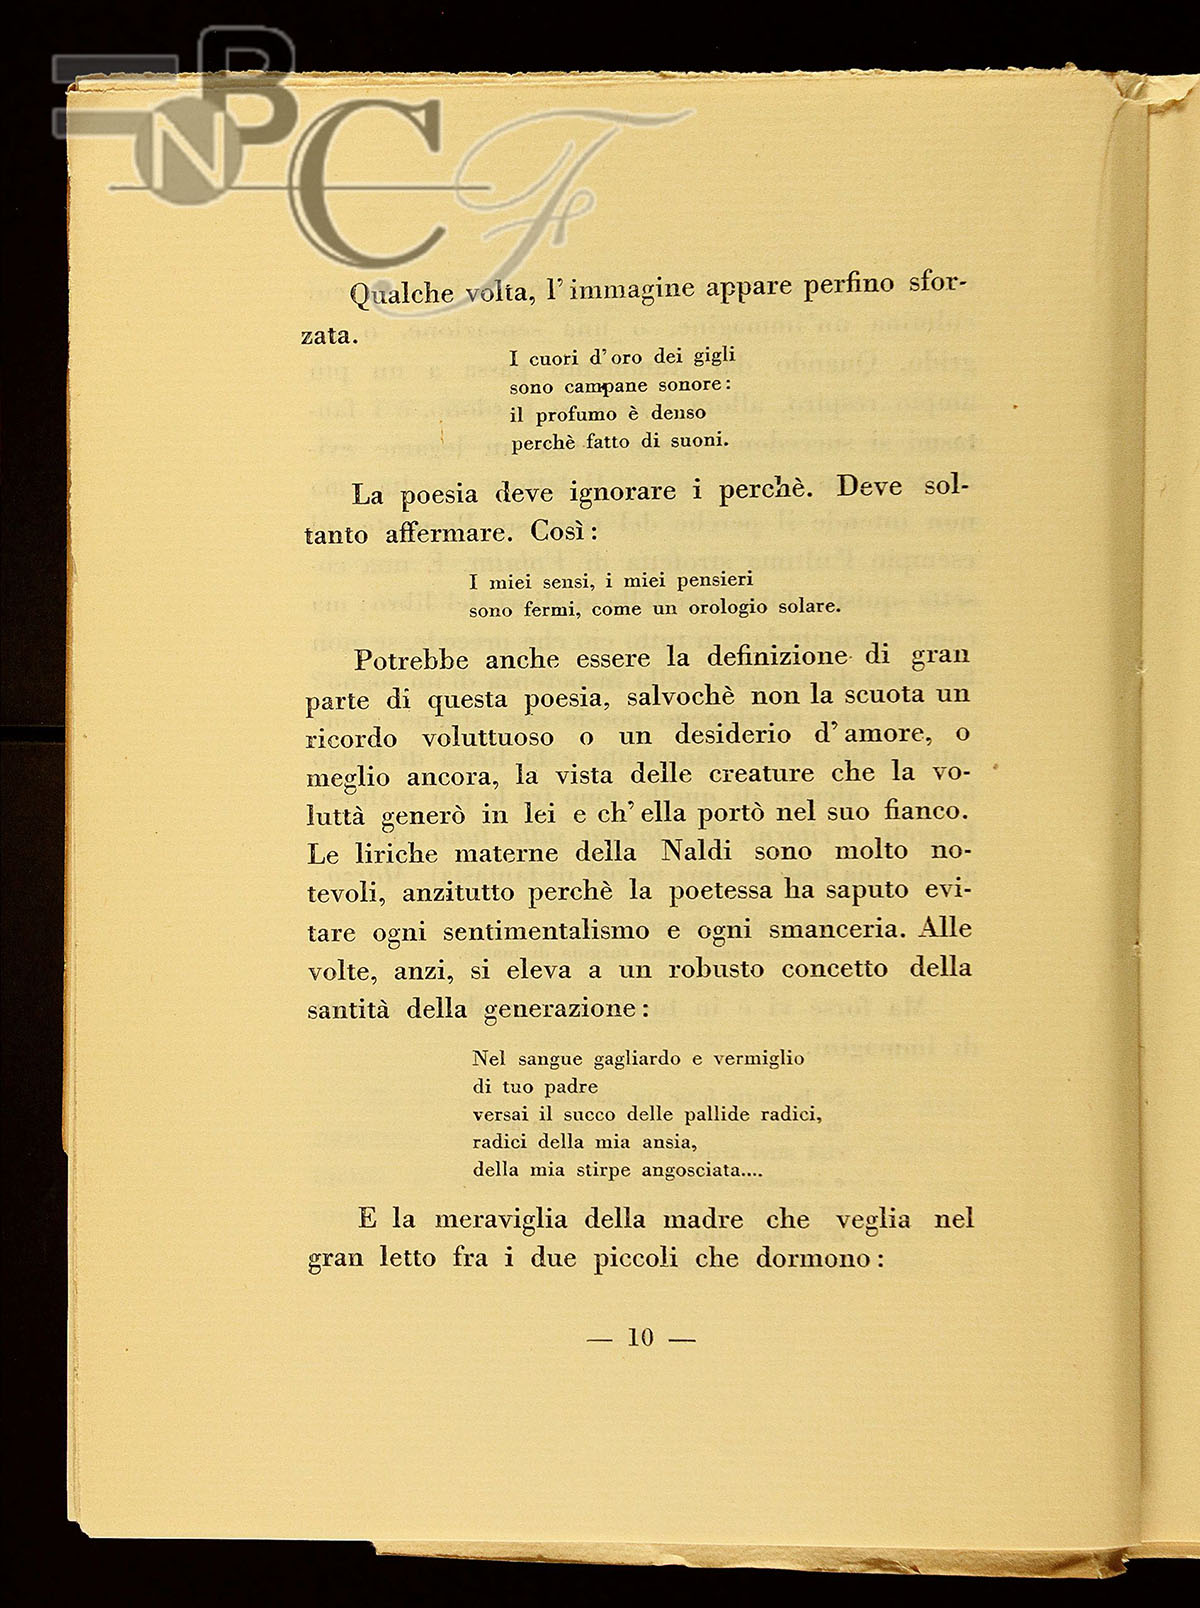 NBCF
Qualche volta, l'immagine appare perfino sfor-
zata.
I cuori d'oro dei gigli
sono campane sonore:
il profumo è denso
perchè fatto di suoni.
La poesia deve ignorare i perchè. Deve sol-
tanto affermare. Così:
I miei sensi, i miei pensieri
sono fermi, come un orologio solare.
Potrebbe anche essere la definizione di gran
parte di questa poesia, salvochè non la scuota un
ricordo voluttuoso o un desiderio d'amore, o
meglio ancora, la vista delle creature che la vo-
luttà generò in lei e ch'ella portò nel suo fianco.
Le liriche materne della Naldi sono molto no-
tevoli, anzitutto perchè la poetessa ha saputo evi-
tare ogni sentimentalismo e ogni smanceria. Alle
volte, anzi, si eleva a un robusto concetto della
santità della generazione:
Nel sangue gagliardo e vermiglio
di tuo padre
versai il succo delle pallide radici,
radici della mia ansia,
della mia stirpe angosciata....
E la meraviglia della madre che veglia nel
gran letto fra i due piccoli che dormono:
— 10 —